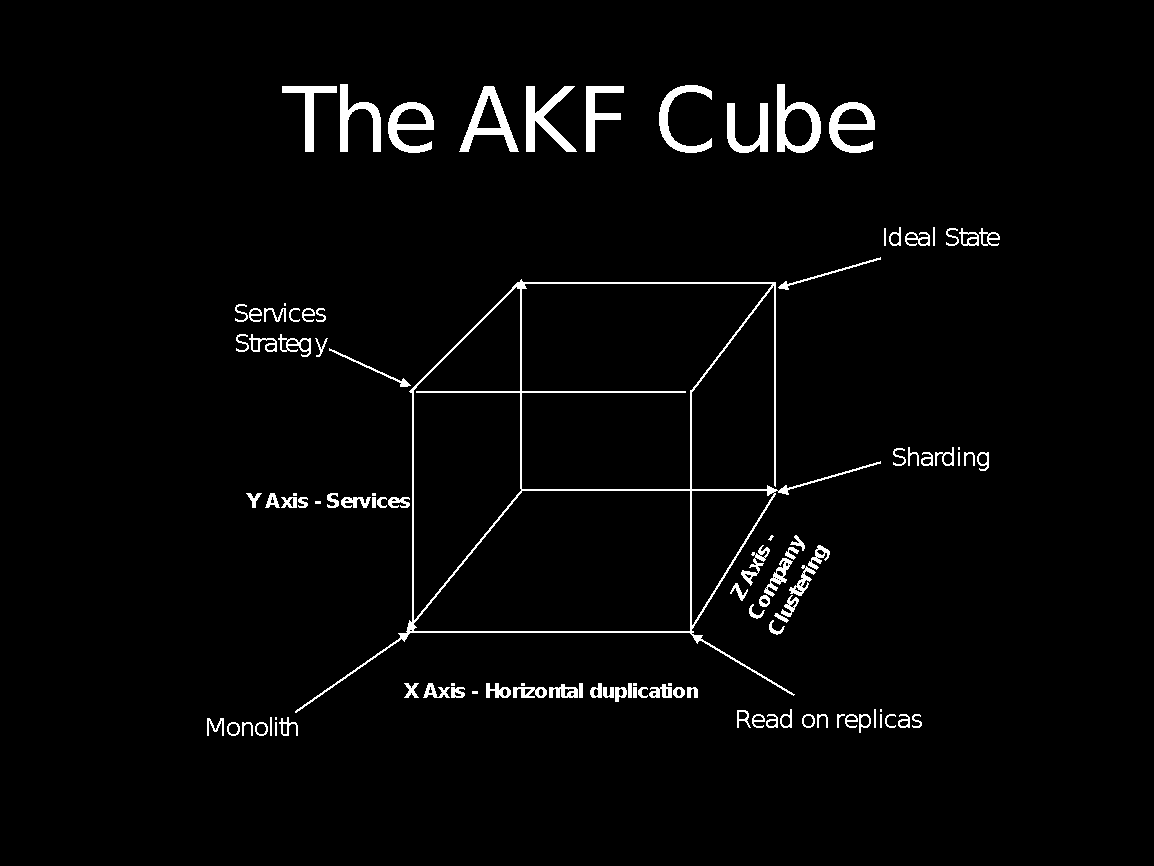 The AKF Cube
Ideal State
Services
Strategy
Sharding
Y Axis - Services
Z Axis -
Company
Clustering
X Axis - Horizontal duplication
Monolith
Read on replicas